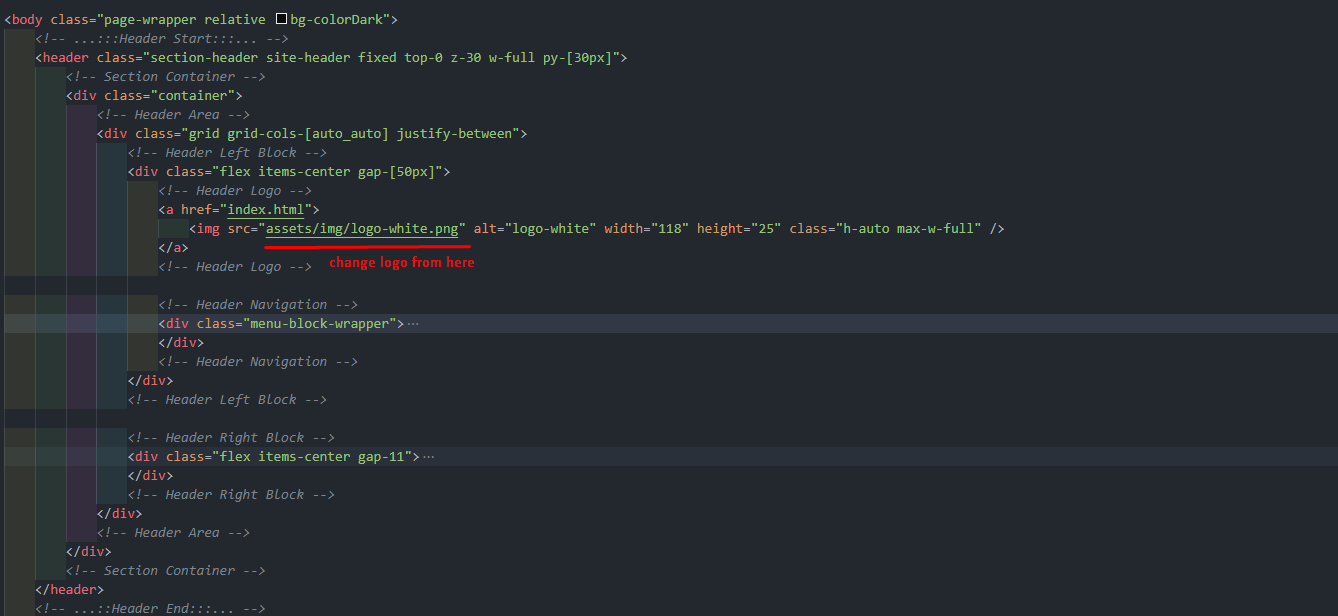 <body class="page-wrapper relative bg-colorDark">
<!-- ...:::Header Start:::... -->
<header class="section-header site-header fixed top-0 z-30 w-full py-[30px]">
<!-- Section Container -->
<div class="container">
<!-- Header Area -->
<div class="grid grid-cols-[auto_auto] justify-between">
<!-- Header Left Block -->
<div class="flex items-center gap-[50px]">
<!-- Header Logo -->
<a href="index.html">
<img src="assets/img/logo-white.png" alt="logo-white" width="118" height="25" class="h-auto max-w-full" />
</a>
change logo from here
<!-- Header Logo -->
<!-- Header Navigation -->
<div class="menu-block-wrapper">···
</div>
<!-- Header Navigation -->
</div>
<!-- Header Left Block -->
<!-- Header Right Block -->
<div class="flex items-center gap-11">···
</div>
<!-- Header Right Block -->
</div>
<!-- Header Area -->
</div>
<!-- Section Container -->
</header>
<!-- ...::Header End:::... -->